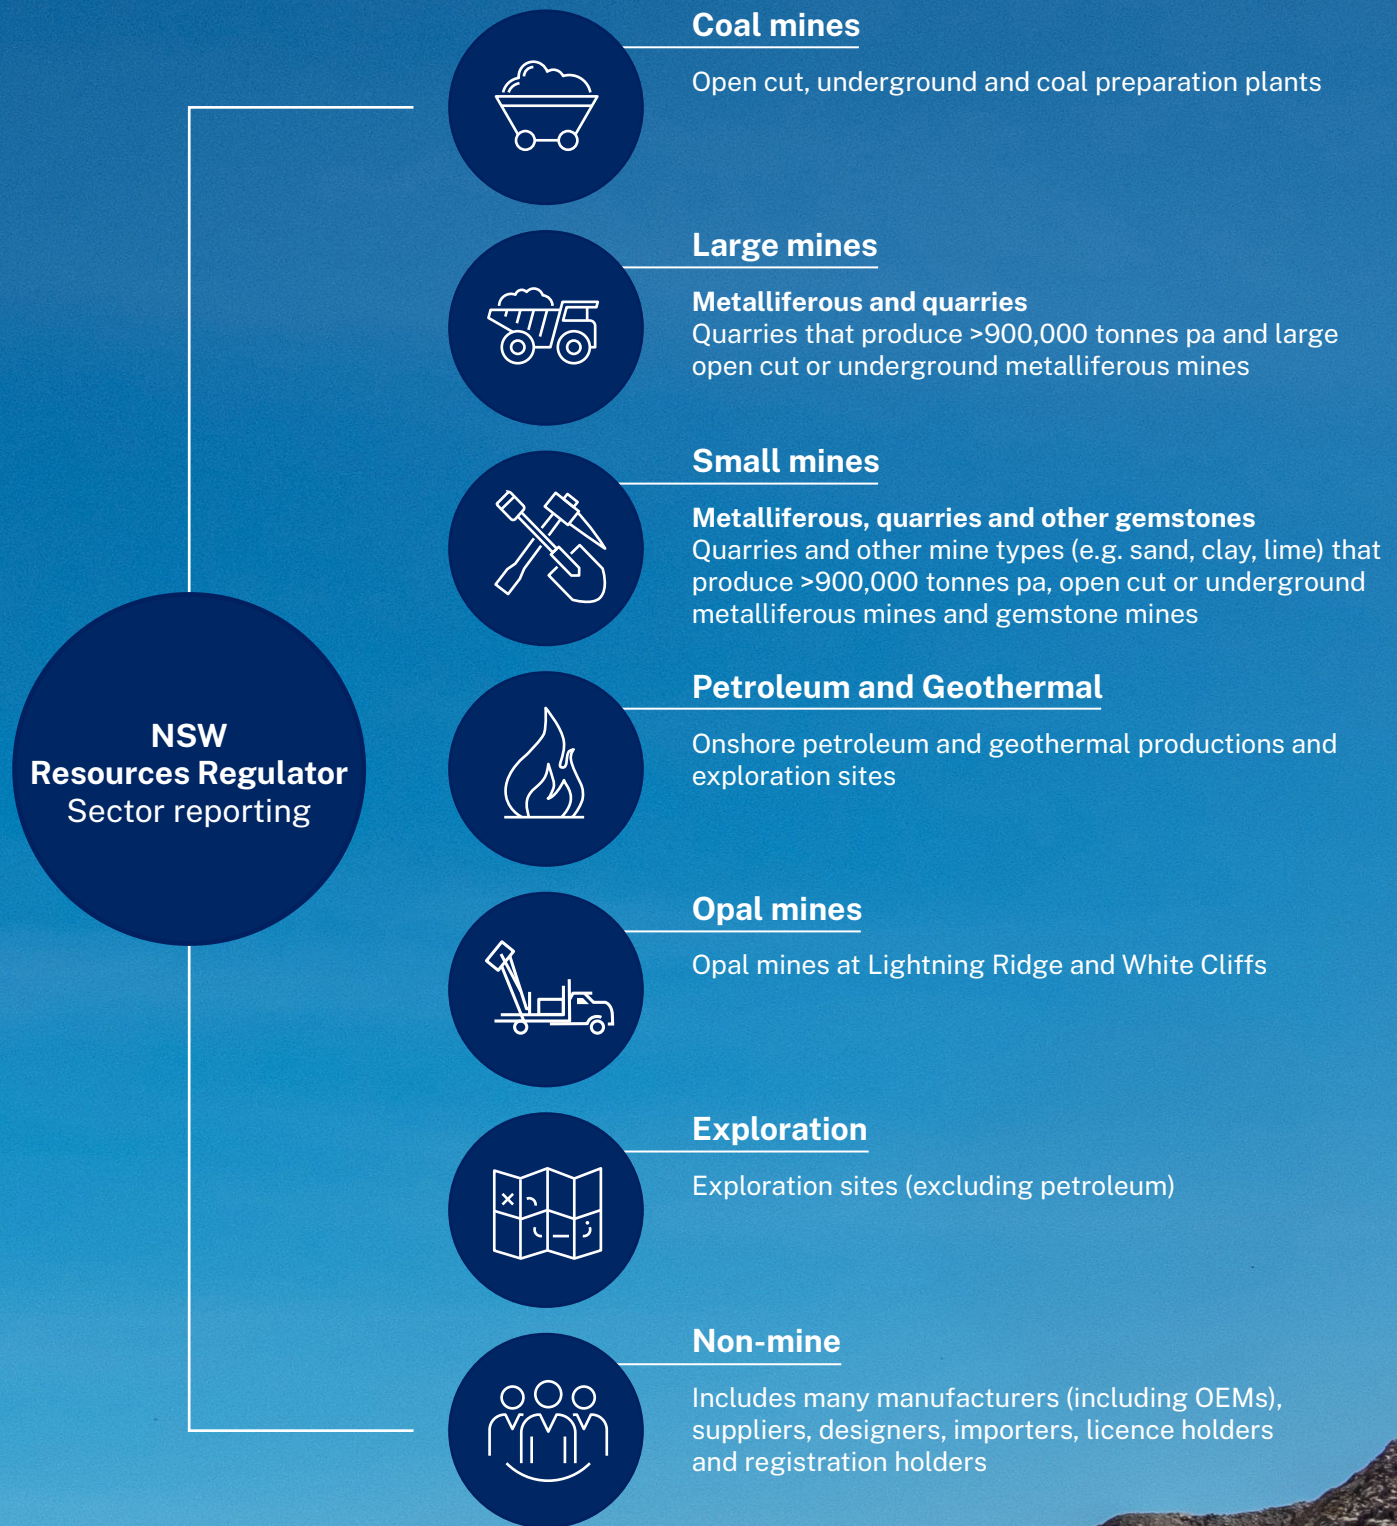 Coal mines
Open cut, underground and coal preparation plants
Large mines
Metalliferous and quarries
Quarries that produce >900,000 tonnes pa and large
open cut or underground metalliferous mines
Small mines
Metalliferous, quarries and other gemstones
Quarries and other mine types (e.g. sand, clay, lime) that
produce >900,000 tonnes pa, open cut or underground
metalliferous mines and gemstone mines
NSW
Resources Regulator
Sector reporting
Petroleum and Geothermal
Onshore petroleum and geothermal productions and
exploration sites
Opal mines
Opal mines at Lightning Ridge and White Cliffs
Exploration
Exploration sites (excluding petroleum)
Non-mine
Includes many manufacturers (including OEMs),
suppliers, designers, importers, licence holders
and registration holders